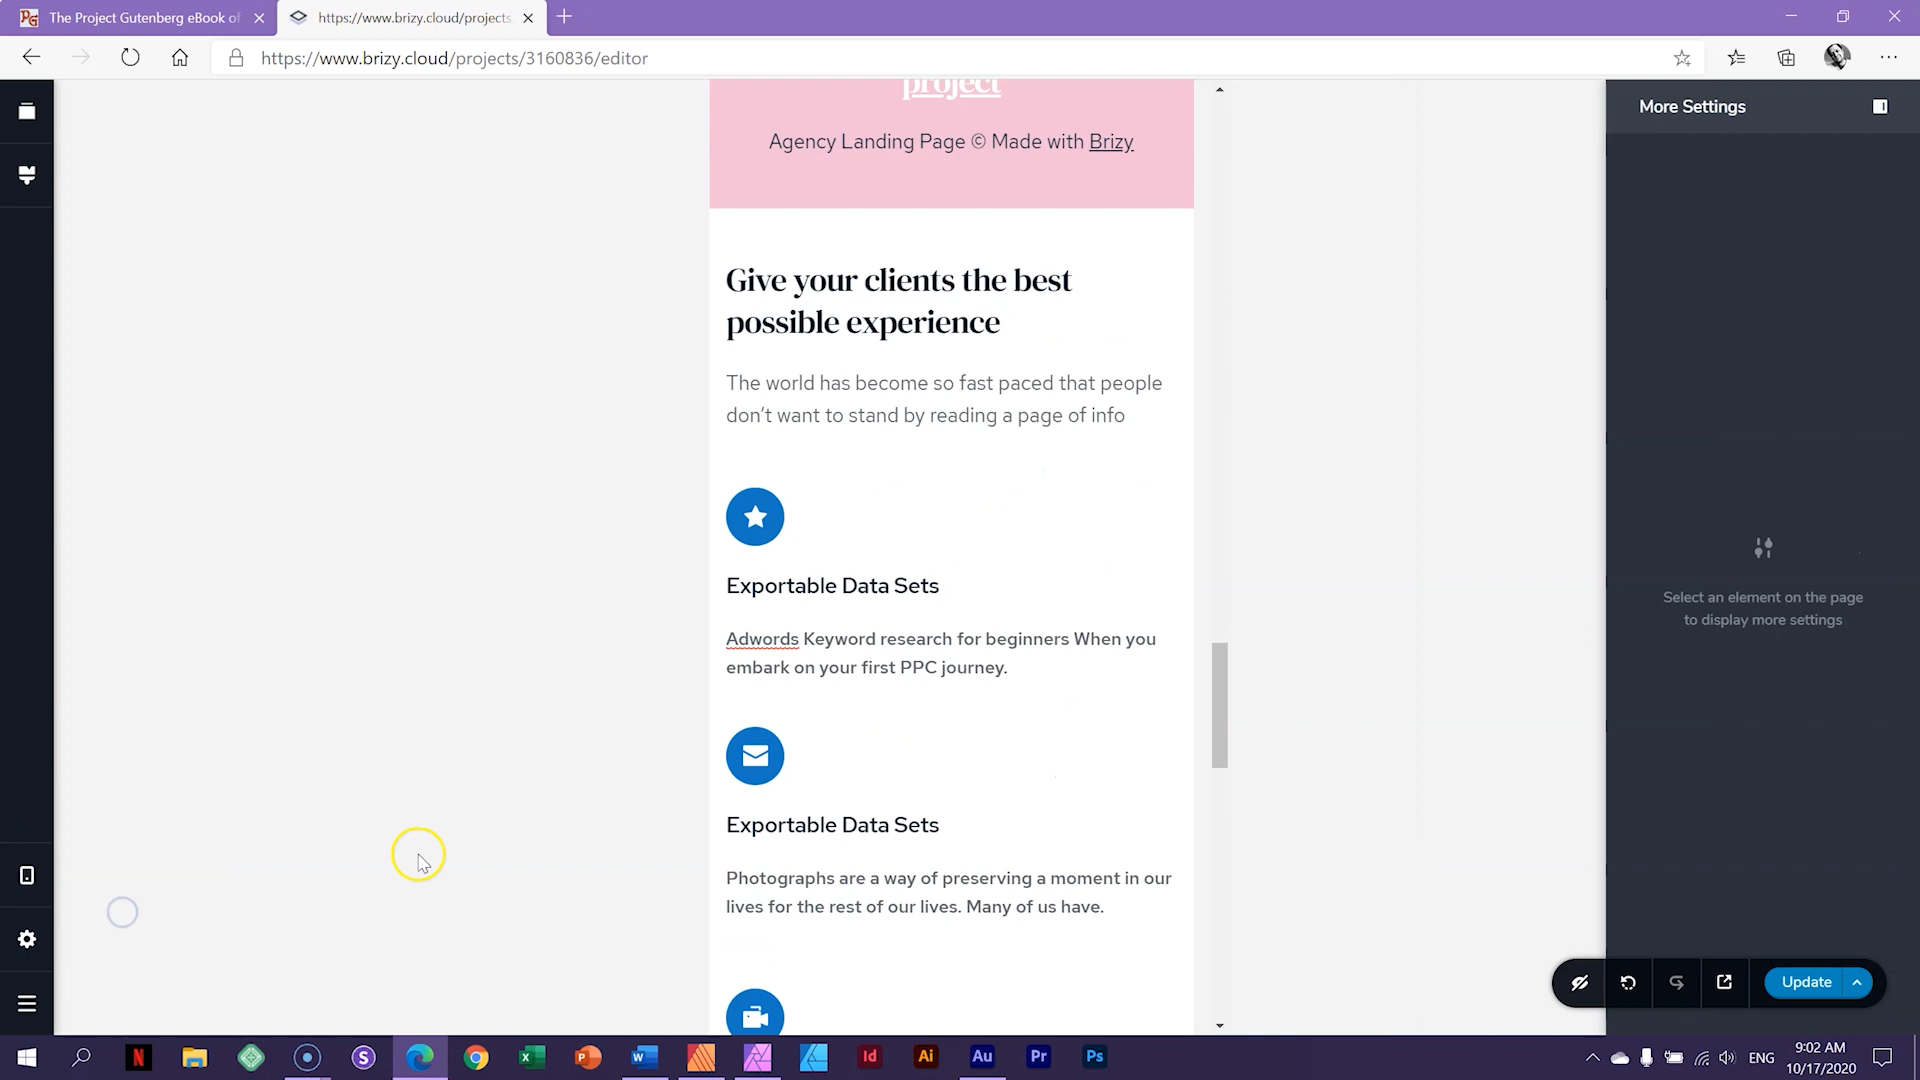 The Project Gutenberg eBook of
https://www.brizy.cloud/projects
https://www.brizy.cloud/projects/3160836/editor
More Settings
project
Agency Landing Page © Made with Brizy
Give your clients the best
possible experience
The world has become so fast paced that people
don’t want to stand by reading a page of info
Exportable Data Sets
Adwords Keyword research for beginners When you
embark on your first PPC journey.
Exportable Data Sets
Photographs are a way of preserving a moment in our
lives for the rest of our lives. Many of us have.
Select an element on the page
to display more settings
Update
N
S
X
P
W
Id
Ai
Au
Pr
Ps
ENG
9:02 AM
10/17/2020